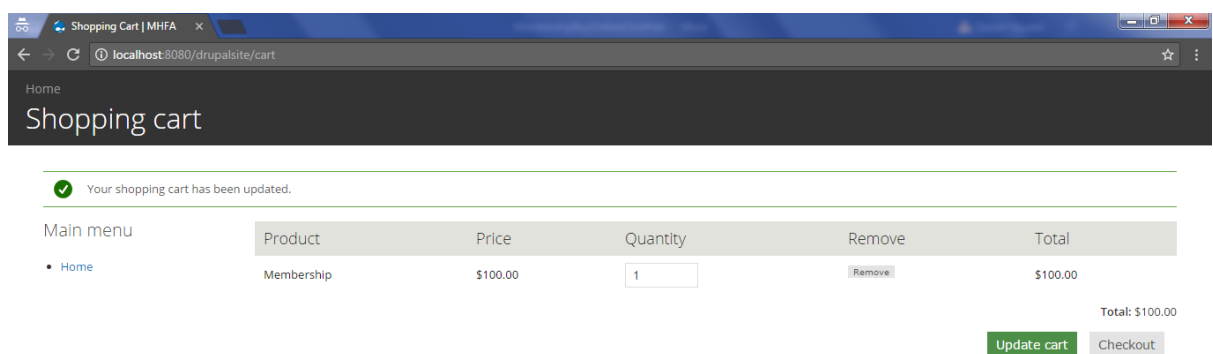 Shopping Cart | MHFA
localhost:8080/drupalsite/cart
Home
Shopping cart
Your shopping cart has been updated.
Main menu
Home
Product Price Quantity Remove Total
Membership $100.00 1 Remove $100.00
Total: $100.00
Update cart Checkout